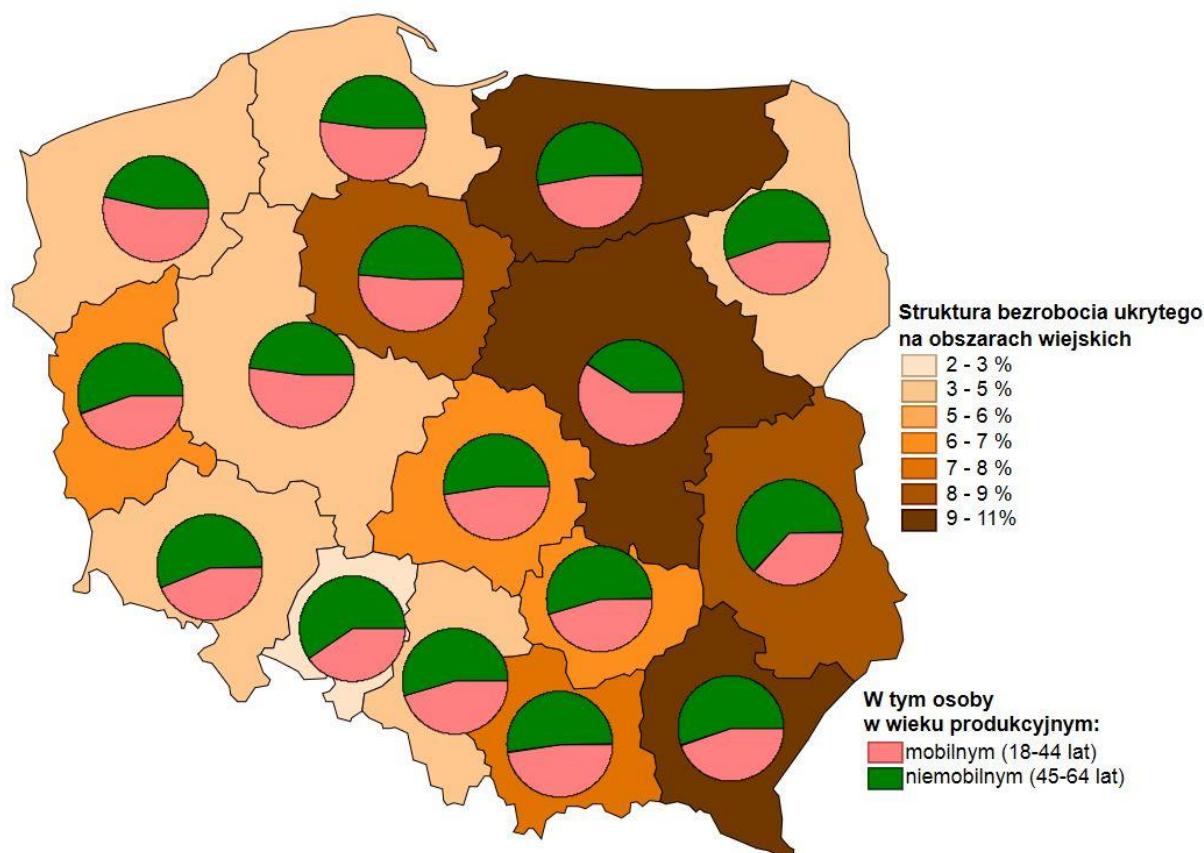 Struktura bezrobocia ukrytego
na obszarach wiejskich
2 - 3 %
3 - 5 %
5 - 6 %
6 - 7 %
7 - 8 %
8 - 9 %
9 - 11%
W tym osoby
w wieku produkcyjnym:
mobilnym (18-44 lat)
niemobilnym (45-64 lat)